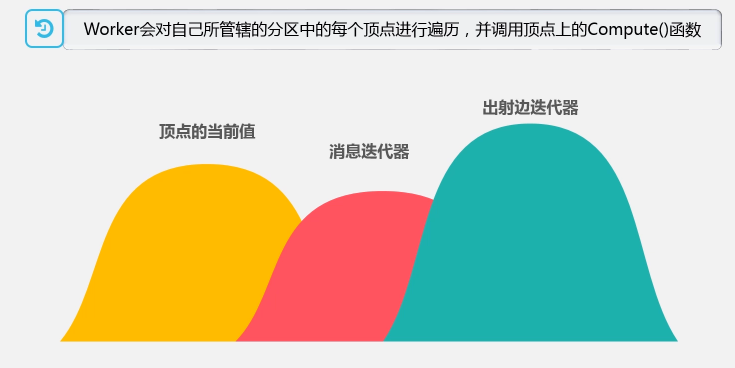 Worker会对自己所管辖的分区中的每个顶点进行遍历，并调用顶点上的Compute()函数
出射边迭代器
顶点的当前值
消息迭代器